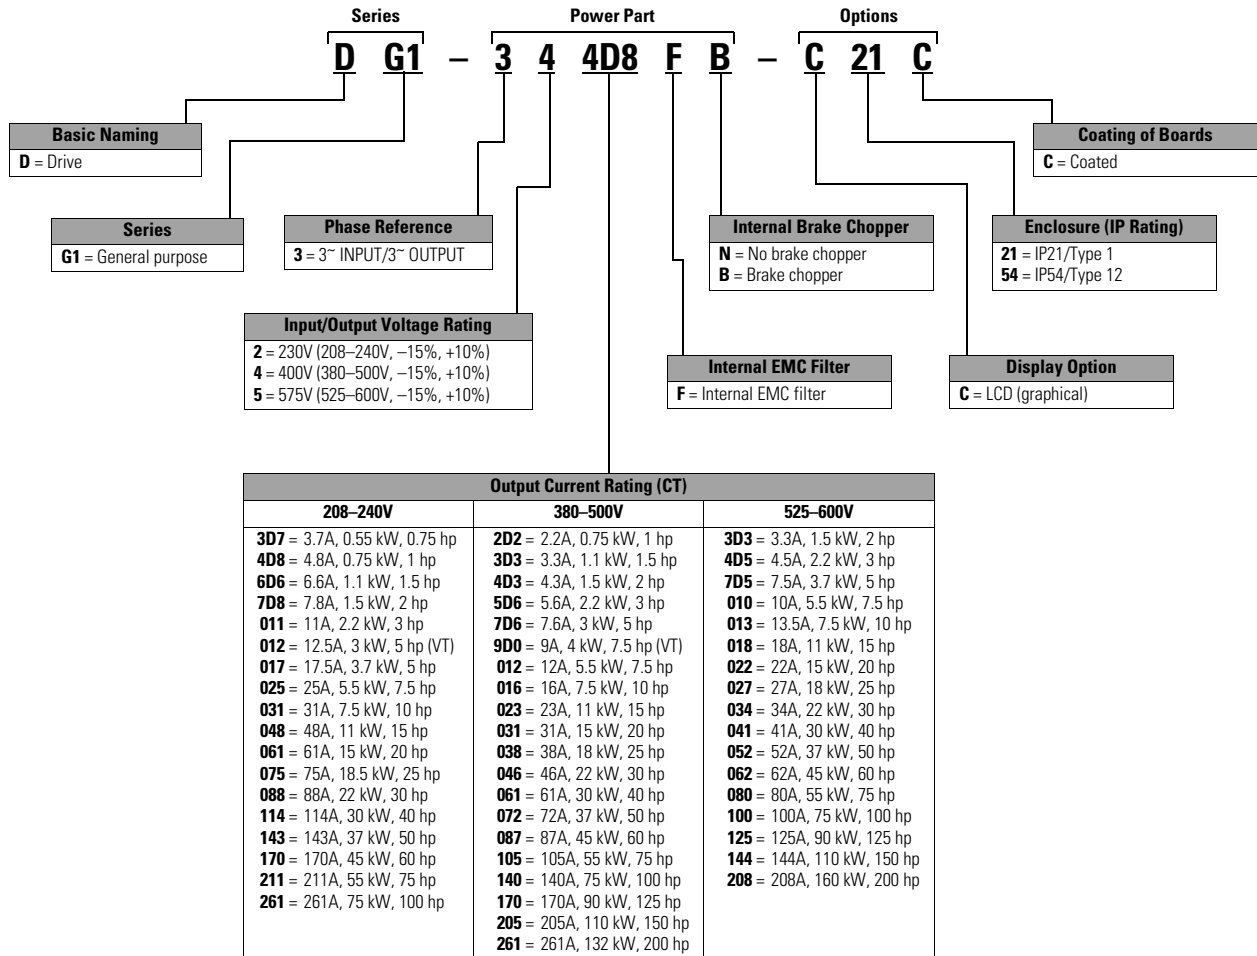 Series
Power Part
Options
D G1 – 3 4 4D8 F B – C 21 C
Basic Naming
D = Drive
Coating of Boards
C = Coated
Series
G1 = General purpose
Phase Reference
3 = 3~ INPUT/3~ OUTPUT
Internal Brake Chopper
N = No brake chopper
B = Brake chopper
Enclosure (IP Rating)
21 = IP21/Type 1
54 = IP54/Type 12
Input/Output Voltage Rating
2 = 230V (208–240V, –15%, +10%)
4 = 400V (380–500V, –15%, +10%)
5 = 575V (525–600V, –15%, +10%)
Internal EMC Filter
F = Internal EMC filter
Display Option
C = LCD (graphical)
Output Current Rating (CT)
208–240V
3D7 = 3.7A, 0.55 kW, 0.75 hp
4D8 = 4.8A, 0.75 kW, 1 hp
6D6 = 6.6A, 1.1 kW, 1.5 hp
7D8 = 7.8A, 1.5 kW, 2 hp
011 = 11A, 2.2 kW, 3 hp
012 = 12.5A, 3 kW, 5 hp (VT)
017 = 17.5A, 3.7 kW, 5 hp
025 = 25A, 5.5 kW, 7.5 hp
031 = 31A, 7.5 kW, 10 hp
048 = 48A, 11 kW, 15 hp
061 = 61A, 15 kW, 20 hp
075 = 75A, 18.5 kW, 25 hp
088 = 88A, 22 kW, 30 hp
114 = 114A, 30 kW, 40 hp
143 = 143A, 37 kW, 50 hp
170 = 170A, 45 kW, 60 hp
211 = 211A, 55 kW, 75 hp
261 = 261A, 75 kW, 100 hp
380–500V
2D2 = 2.2A, 0.75 kW, 1 hp
3D3 = 3.3A, 1.1 kW, 1.5 hp
4D3 = 4.3A, 1.5 kW, 2 hp
5D6 = 5.6A, 2.2 kW, 3 hp
7D6 = 7.6A, 3 kW, 5 hp
9D0 = 9A, 4 kW, 7.5 hp (VT)
012 = 12A, 5.5 kW, 7.5 hp
016 = 16A, 7.5 kW, 10 hp
023 = 23A, 11 kW, 15 hp
031 = 31A, 15 kW, 20 hp
038 = 38A, 18 kW, 25 hp
046 = 46A, 22 kW, 30 hp
061 = 61A, 30 kW, 40 hp
072 = 72A, 37 kW, 50 hp
087 = 87A, 45 kW, 60 hp
105 = 105A, 55 kW, 75 hp
140 = 140A, 75 kW, 100 hp
170 = 170A, 90 kW, 125 hp
205 = 205A, 110 kW, 150 hp
261 = 261A, 132 kW, 200 hp
525–600V
3D3 = 3.3A, 1.5 kW, 2 hp
4D5 = 4.5A, 2.2 kW, 3 hp
7D5 = 7.5A, 3.7 kW, 5 hp
010 = 10A, 5.5 kW, 7.5 hp
013 = 13.5A, 7.5 kW, 10 hp
018 = 18A, 11 kW, 15 hp
022 = 22A, 15 kW, 20 hp
027 = 27A, 18 kW, 25 hp
034 = 34A, 22 kW, 30 hp
041 = 41A, 30 kW, 40 hp
052 = 52A, 37 kW, 50 hp
062 = 62A, 45 kW, 60 hp
080 = 80A, 55 kW, 75 hp
100 = 100A, 75 kW, 100 hp
125 = 125A, 90 kW, 125 hp
144 = 144A, 110 kW, 150 hp
208 = 208A, 160 kW, 200 hp